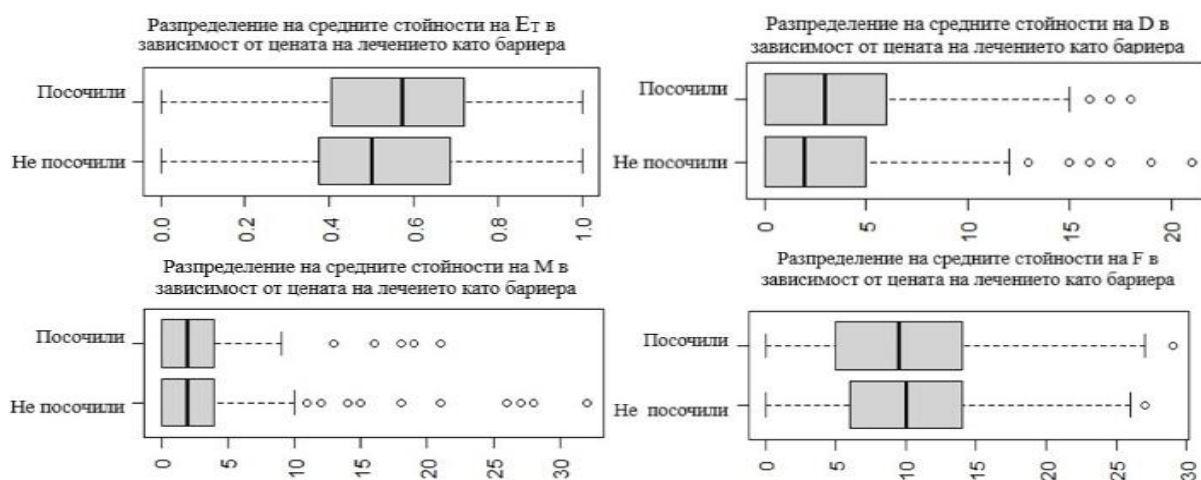 Разпределение на средните стойности на ET в
зависимост от цената на лечението като бариера
Посочили
Не посочили
0.0 0.2 0.4 0.6 0.8 1.0
Разпределение на средните стойности на D в
зависимост от цената на лечението като бариера
Посочили
Не посочили
0 5 10 15 20
Разпределение на средните стойности на M в
зависимост от цената на лечеието като бариера
Посочили
Не посочили
0 5 10 15 20 25 30
Разпределение на средните стойности на F в
зависимост от цената на лечението като бариера
Посочили
Не посочили
0 5 10 15 20 25 30